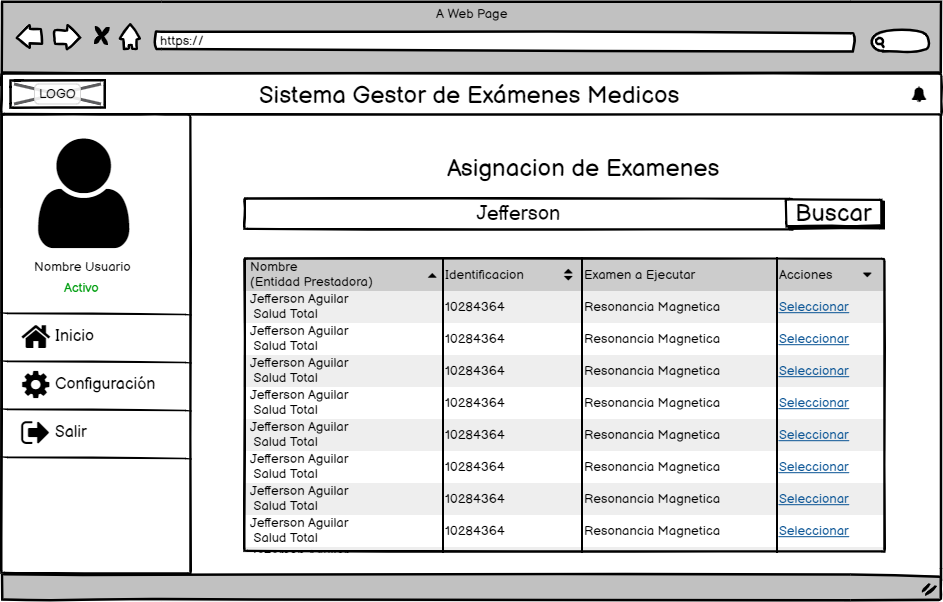 A Web Page
https://
LOGO
Sistema Gestor de Exámenes Medicos
Nombre Usuario
Activo
Inicio
Configuración
Salir
Asignacion de Examenes
Jefferson Buscar
Nombre
(Entidad Prestadora) Identificacion Examen a Ejecutar Acciones
Jefferson Aguilar
Salud Total 10284364 Resonancia Magnetica Seleccionar
Jefferson Aguilar
Salud Total 10284364 Resonancia Magnetica Seleccionar
Jefferson Aguilar
Salud Total 10284364 Resonancia Magnetica Seleccionar
Jefferson Aguilar
Salud Total 10284364 Resonancia Magnetica Seleccionar
Jefferson Aguilar
Salud Total 10284364 Resonancia Magnetica Seleccionar
Jefferson Aguilar
Salud Total 10284364 Resonancia Magnetica Seleccionar
Jefferson Aguilar
Salud Total 10284364 Resonancia Magnetica Seleccionar
Jefferson Aguilar
Salud Total 10284364 Resonancia Magnetica Seleccionar